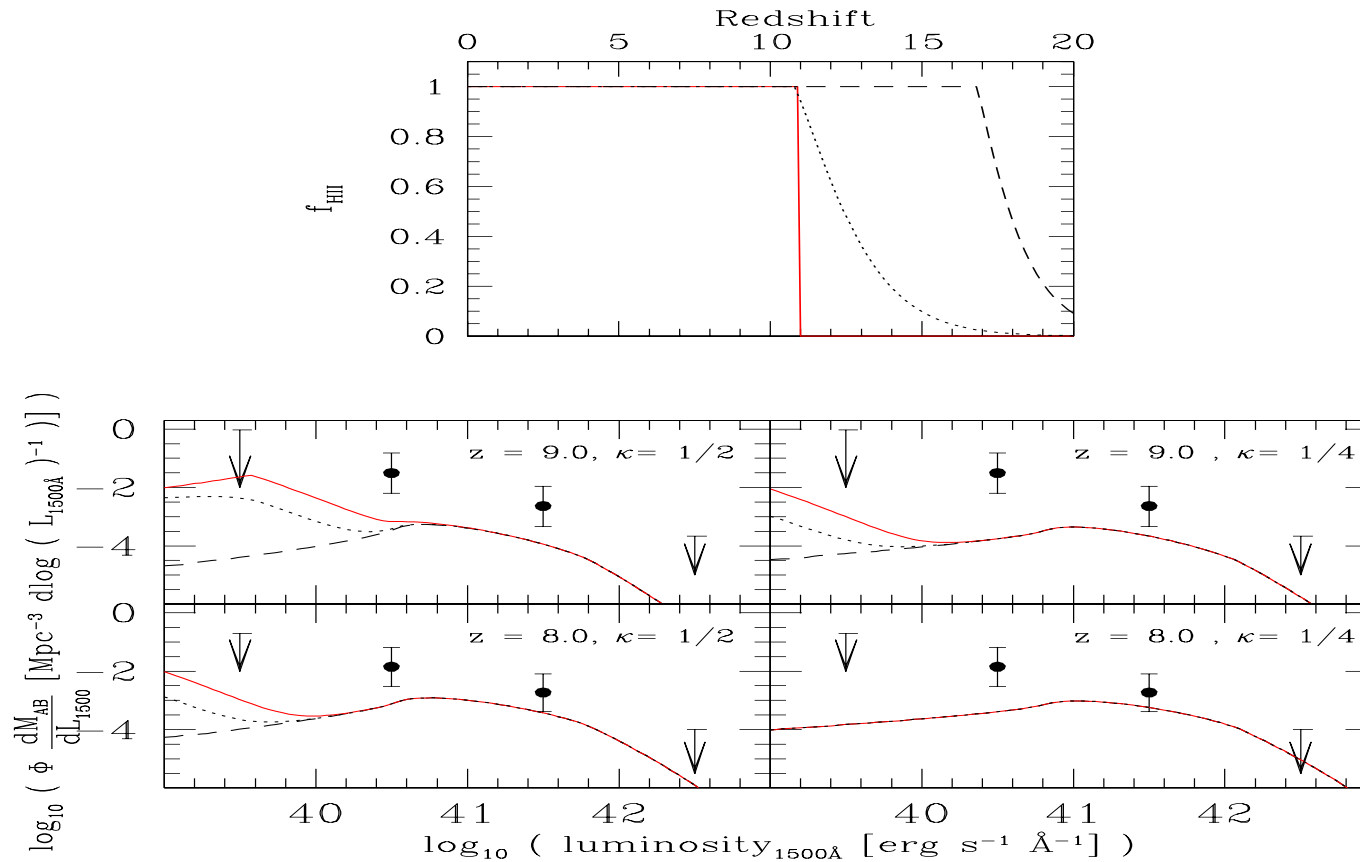 Redshift
0 5 10 15 20
1
0.8
0.6
0.4
0.2
0
f_HII
z = 9.0, κ= 1/2
z = 9.0 , κ= 1/4
z = 8.0, κ= 1/2
z = 8.0 , κ= 1/4
0
−2
−4
0
−2
−4
log₁₀ ( Φ dM_AB/dL_1500 [Mpc⁻³ dlog ( L_1500Å )⁻¹ )] )
40 41 42 40 41 42
log₁₀ ( luminosity_1500Å [erg s⁻¹ Å⁻¹] )